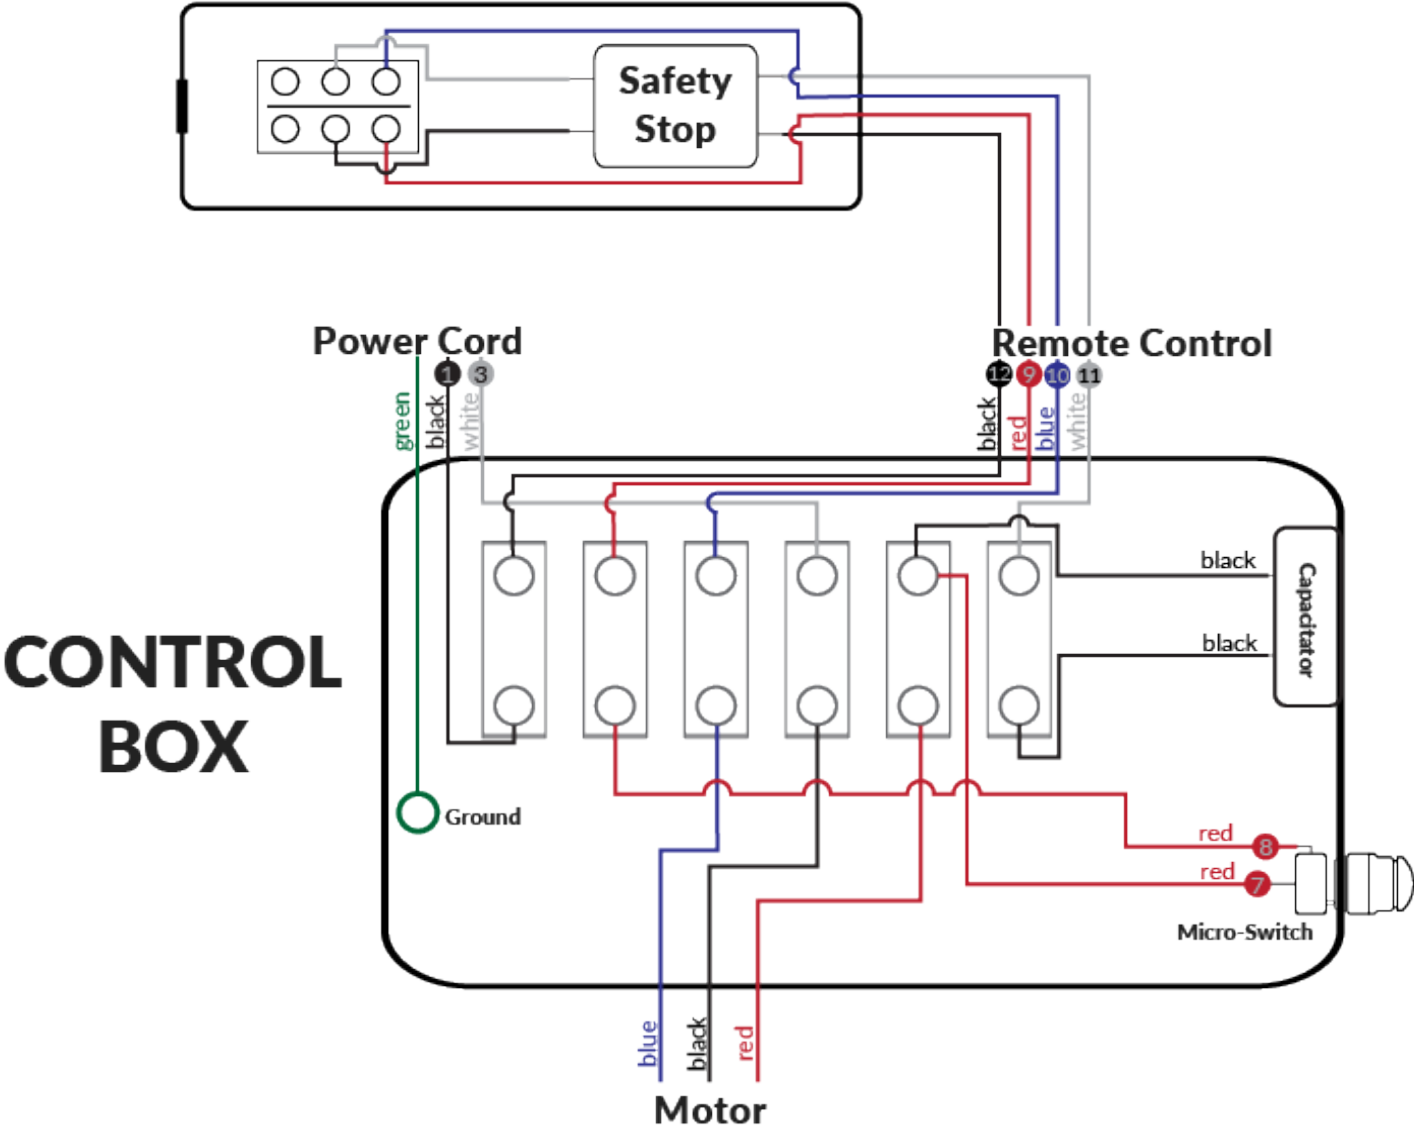 Safety
Stop
Power Cord
Remote Control
1
3
12
9
10
11
green
black
white
black
red
blue
white
black
Capacitator
black
CONTROL
BOX
Ground
red
8
red
7
Micro-Switch
blue
black
red
Motor